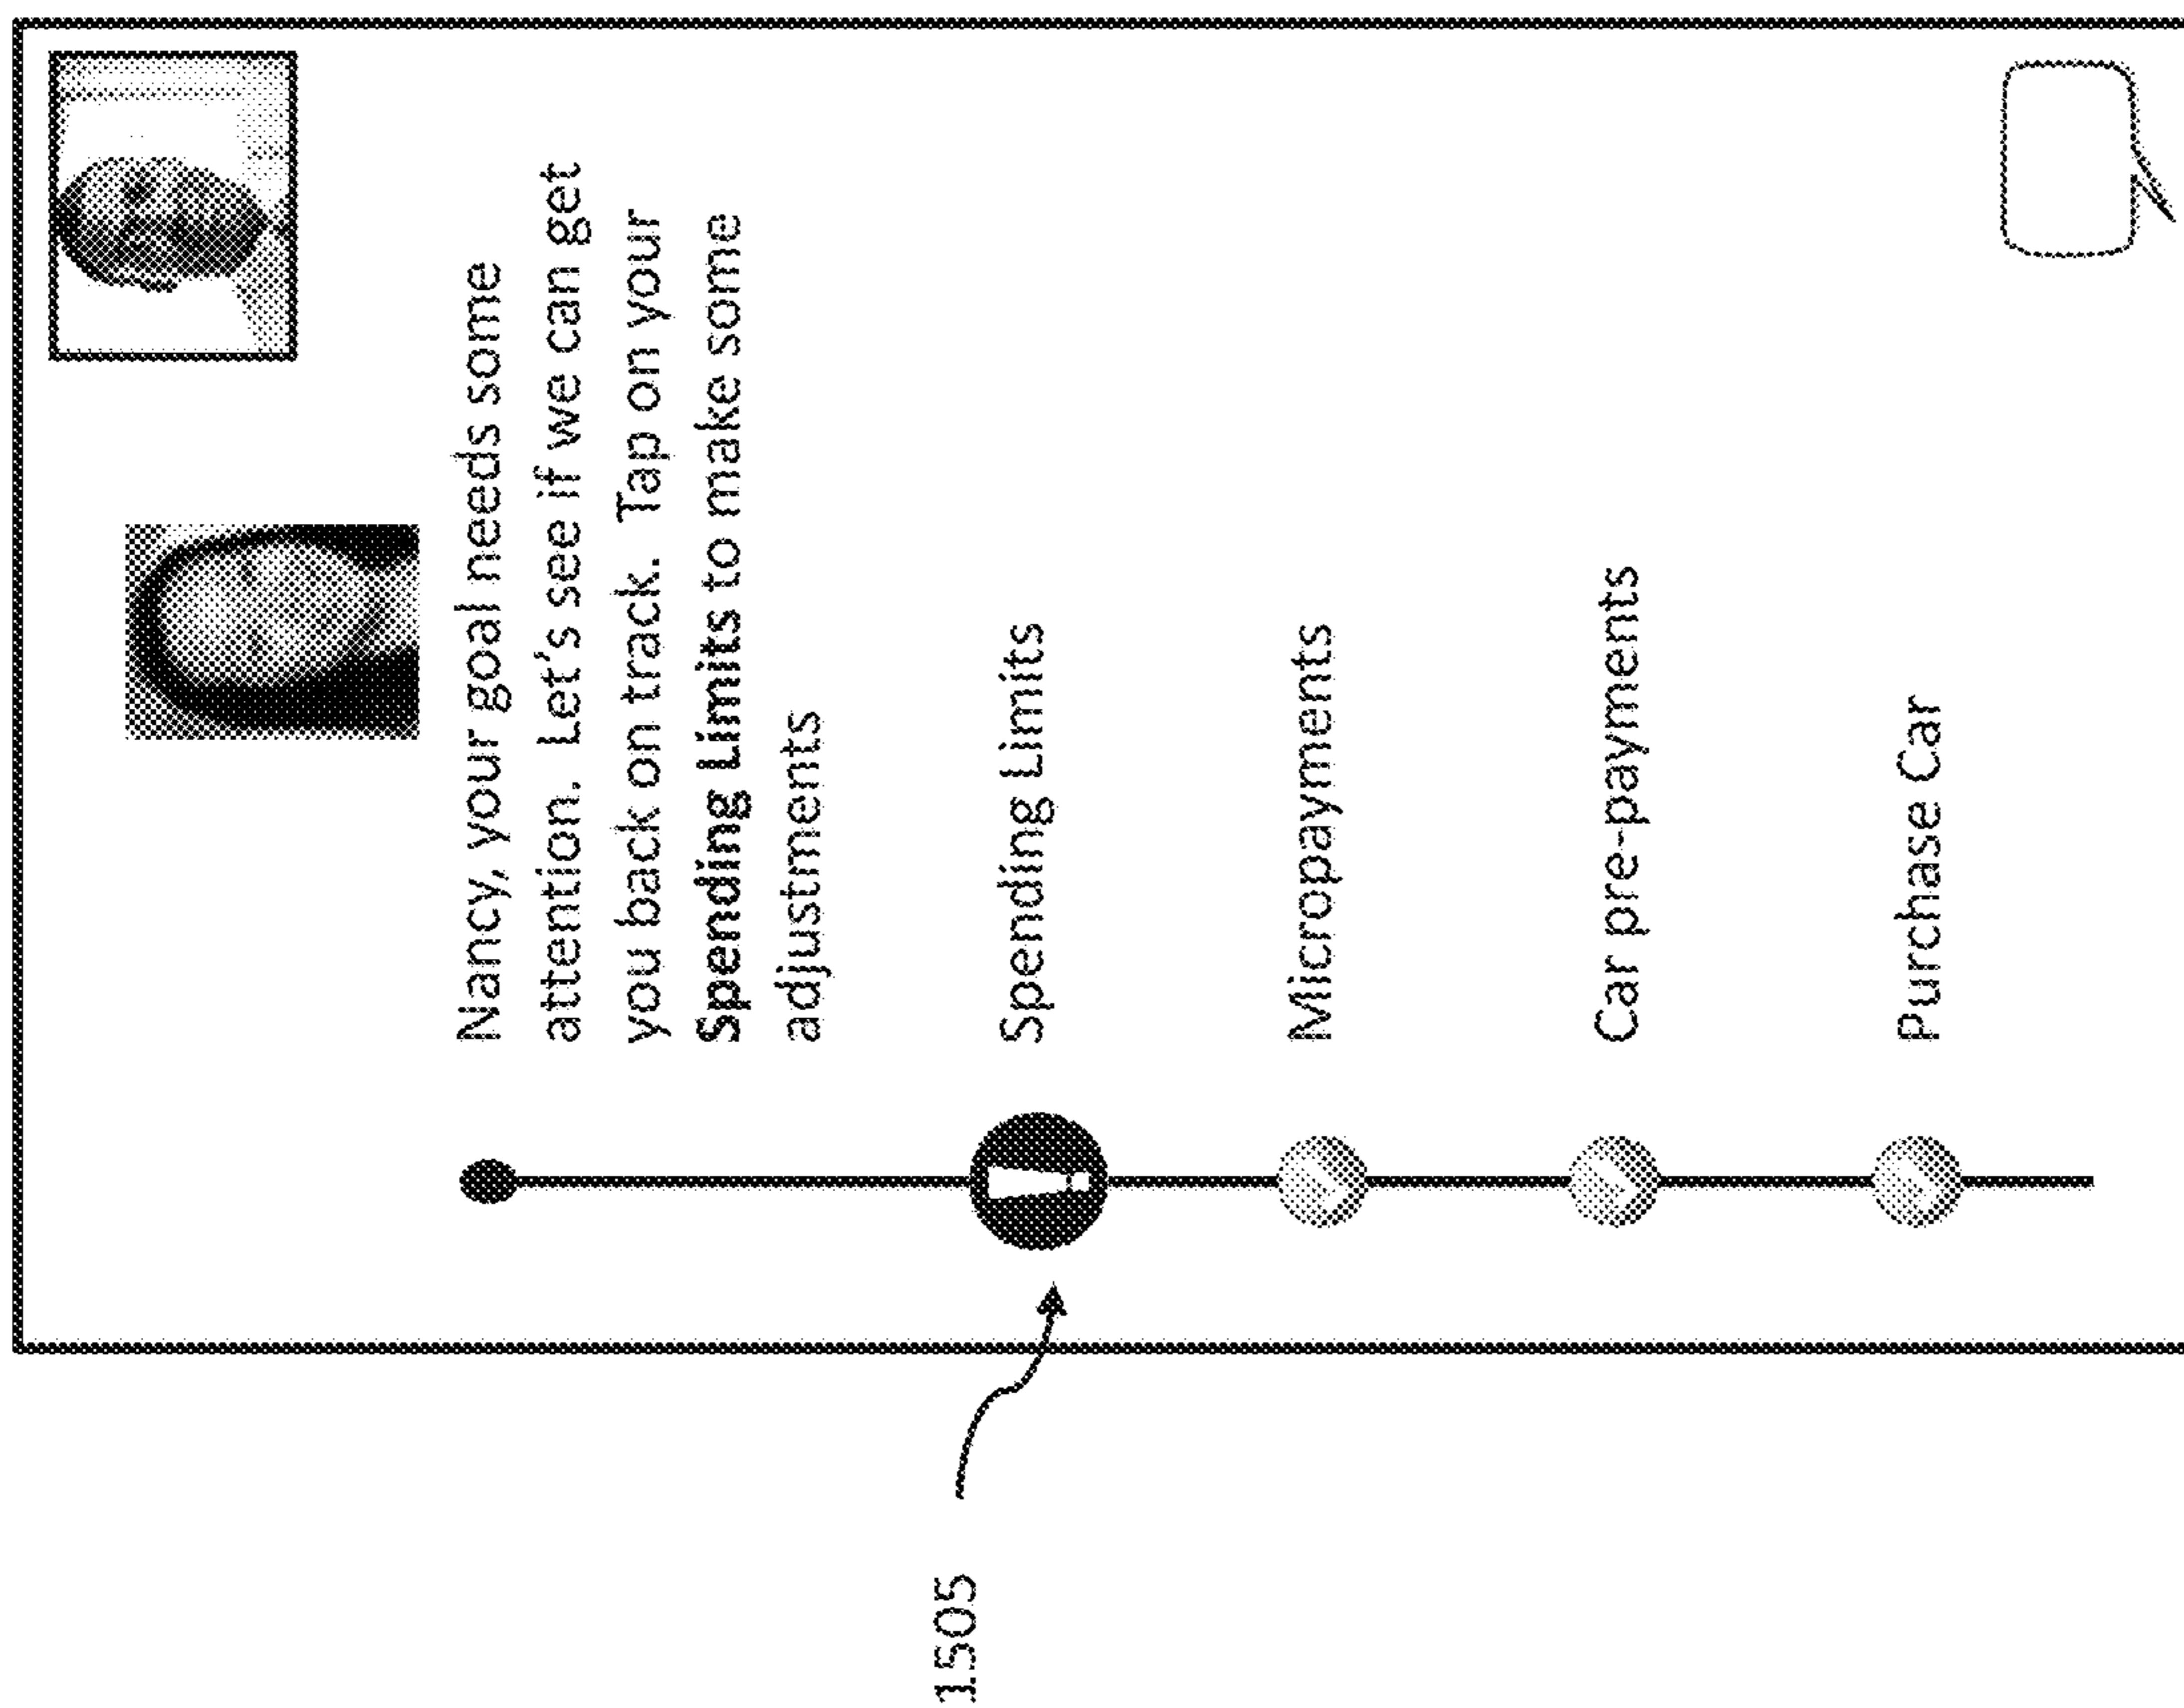 Nancy, your goal needs some
attention. Let's see if we can get
you back on track. Tap on your
Spending Limits to make some
adjustments
Spending Limits
Micropayments
Car pre-payments
Purchase Car
1505